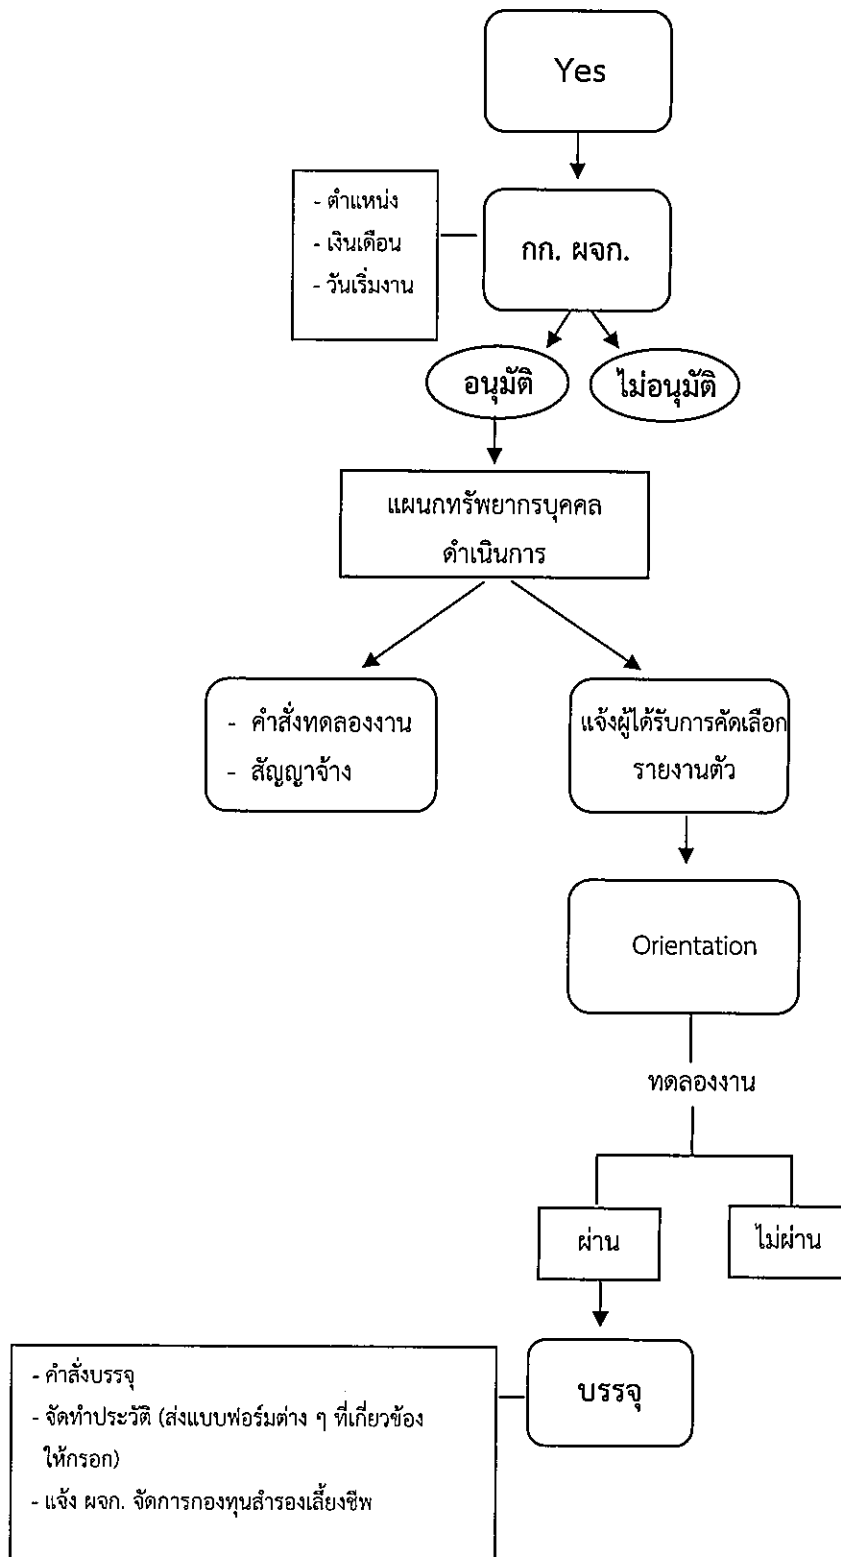 Yes
- ตำแหน่ง
- เงินเดือน
- วันเริ่มงาน
กก. ผจก.
อนุมัติ
ไม่อนุมัติ
แผนกทรัพยากรบุคคล
ดำเนินการ
- คำสั่งทดลองงาน
- สัญญาจ้าง
แจ้งผู้ได้รับการคัดเลือก
รายงานตัว
Orientation
ทดลองงาน
ผ่าน
ไม่ผ่าน
บรรจุ
- คำสั่งบรรจุ
- จัดทำประวัติ (ส่งแบบฟอร์มต่าง ๆ ที่เกี่ยวข้อง
ให้กรอก)
- แจ้ง ผจก. จัดการกองทุนสำรองเลี้ยงชีพ